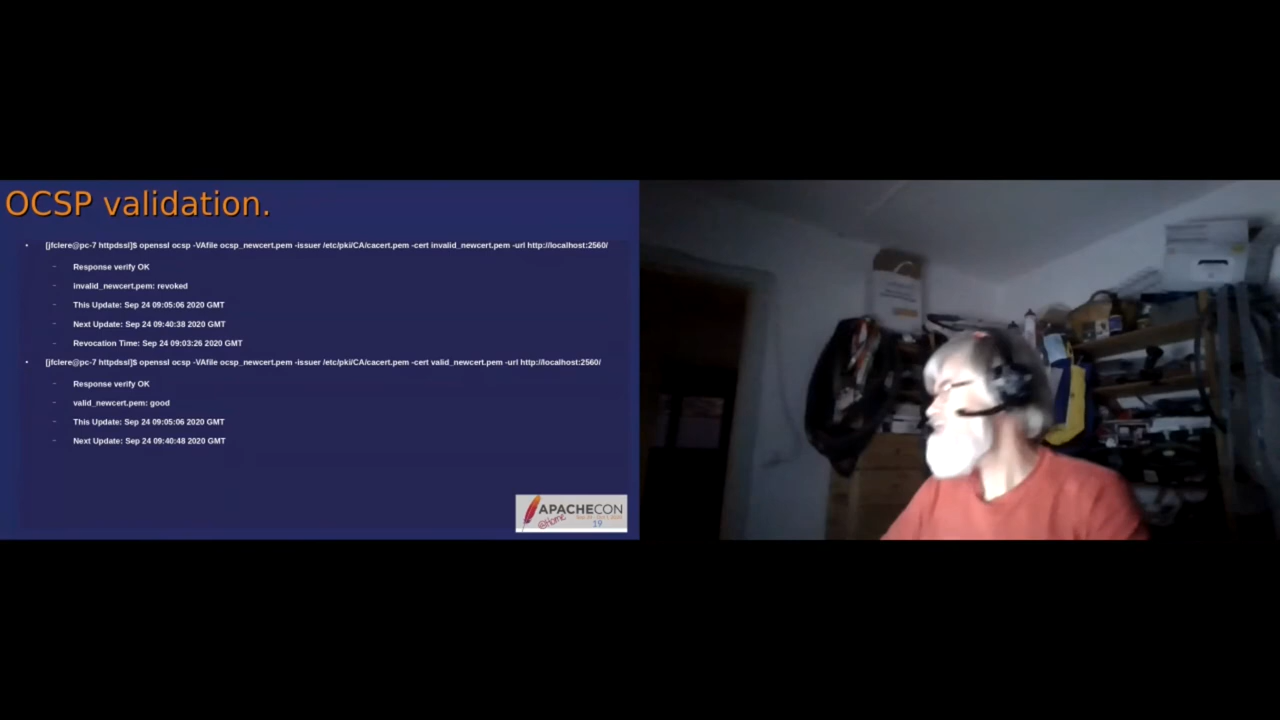 OCSP validation.
[jfclere@pc-7 httpdssl]$ openssl ocsp -VAfile ocsp_newcert.pem -issuer /etc/pki/CA/cacert.pem -cert invalid_newcert.pem -url http://localhost:2560/
Response verify OK
invalid_newcert.pem: revoked
This Update: Sep 24 09:05:06 2020 GMT
Next Update: Sep 24 09:40:38 2020 GMT
Revocation Time: Sep 24 09:03:26 2020 GMT
[jfclere@pc-7 httpdssl]$ openssl ocsp -VAfile ocsp_newcert.pem -issuer /etc/pki/CA/cacert.pem -cert valid_newcert.pem -url http://localhost:2560/
Response verify OK
valid_newcert.pem: good
This Update: Sep 24 09:05:06 2020 GMT
Next Update: Sep 24 09:40:48 2020 GMT
APACHECON
@Home
19